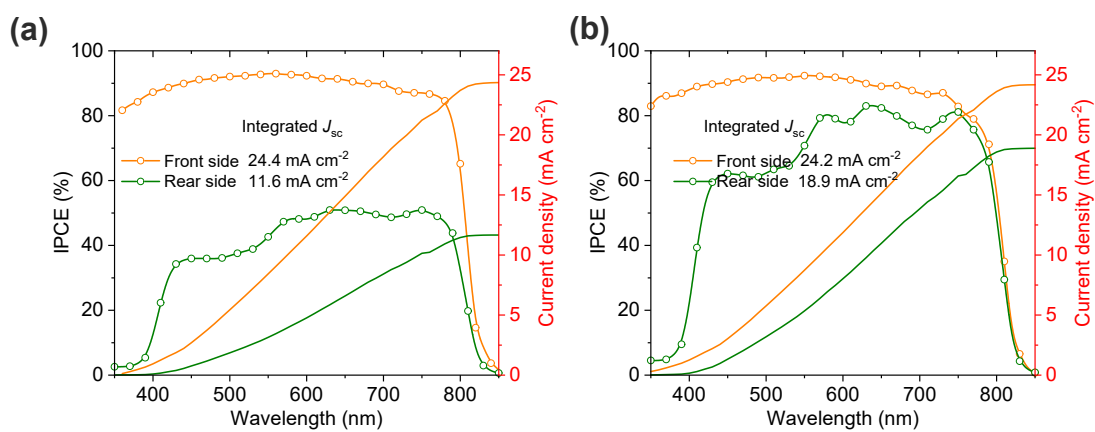 (a)
100
80
60
40
20
0
IPCE (%)
400 500 600 700 800
Wavelength (nm)
25
20
15
10
5
0
Current density (mA cm⁻²)
Integrated Jsc
Front side 24.4 mA cm⁻²
Rear side 11.6 mA cm⁻²
(b)
100
80
60
40
20
0
IPCE (%)
400 500 600 700 800
Wavelength (nm)
25
20
15
10
5
0
Current density (mA cm⁻²)
Integrated Jsc
Front side 24.2 mA cm⁻²
Rear side 18.9 mA cm⁻²